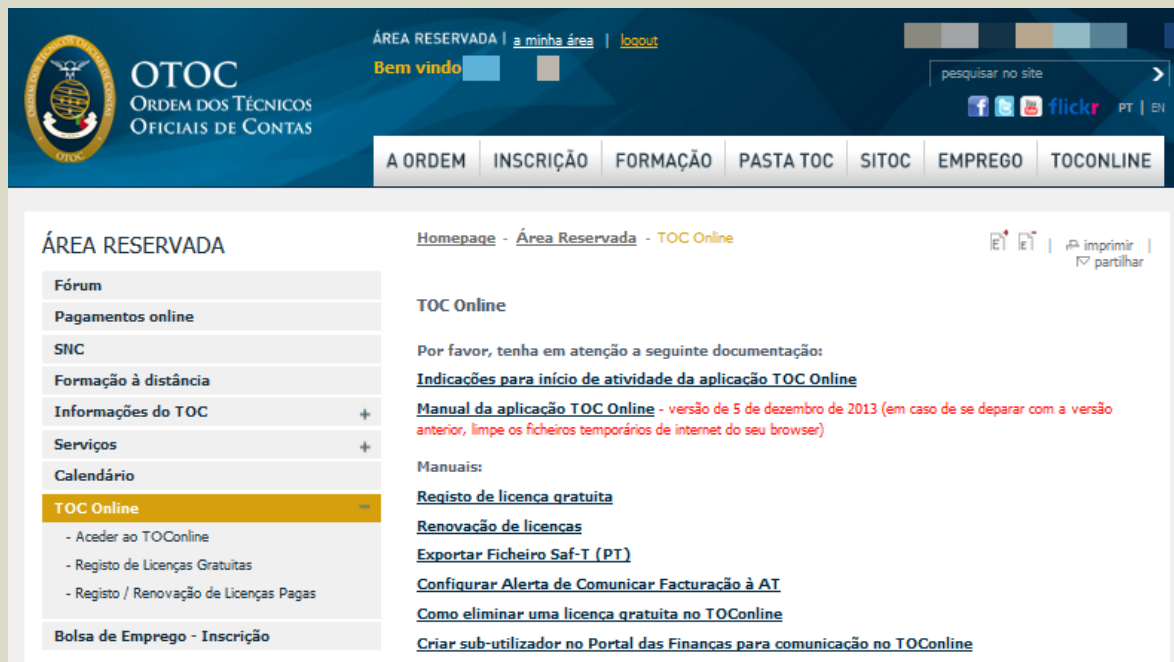 ÁREA RESERVADA | a minha área | logout
Bem vindo
OTOC
ORDEM DOS TÉCNICOS
OFICIAIS DE CONTAS
ORDEM DOS TÉCNICOS OFICIAIS DE CONTAS
OTOC
pesquisar no site
flickr PT | EN
A ORDEM INSCRIÇÃO FORMAÇÃO PASTA TOC SITOC EMPREGO TOCONLINE
ÁREA RESERVADA
Fórum
Pagamentos online
SNC
Formação à distância
Informações do TOC +
Serviços +
Calendário
TOC Online -
- Aceder ao TOConline
- Registo de Licenças Gratuitas
- Registo / Renovação de Licenças Pagas
Bolsa de Emprego - Inscrição
Homepage - Área Reservada - TOC Online
E+ E- | imprimir |
partilhar
TOC Online
Por favor, tenha em atenção a seguinte documentação:
Indicações para início de atividade da aplicação TOC Online
Manual da aplicação TOC Online - versão de 5 de dezembro de 2013 (em caso de se deparar com a versão
anterior, limpe os ficheiros temporários de internet do seu browser)
Manuais:
Registo de licença gratuita
Renovação de licenças
Exportar Ficheiro Saf-T (PT)
Configurar Alerta de Comunicar Facturação à AT
Como eliminar uma licença gratuita no TOConline
Criar sub-utilizador no Portal das Finanças para comunicação no TOConline